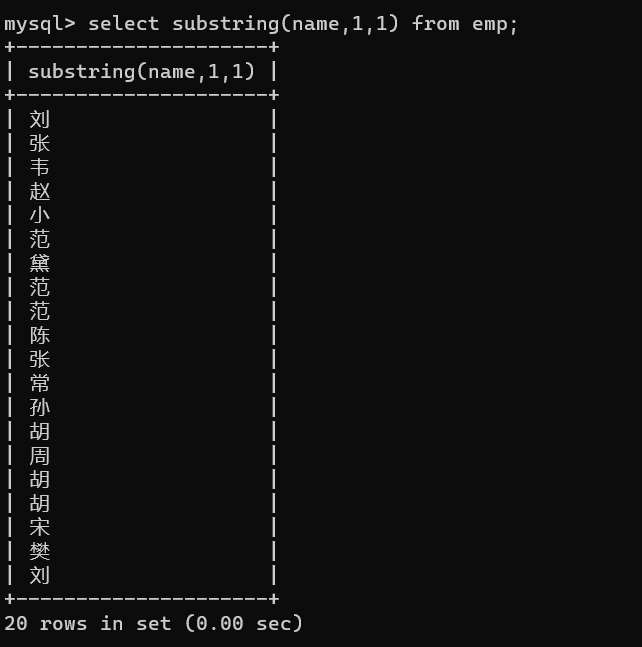 mysql> select substring(name,1,1) from emp;
+---------------------+
| substring(name,1,1) |
+---------------------+
| 刘                  |
| 张                  |
| 韦                  |
| 赵                  |
| 小                  |
| 范                  |
| 黛                  |
| 范                  |
| 范                  |
| 陈                  |
| 张                  |
| 常                  |
| 孙                  |
| 胡                  |
| 周                  |
| 胡                  |
| 胡                  |
| 宋                  |
| 樊                  |
| 刘                  |
+---------------------+
20 rows in set (0.00 sec)